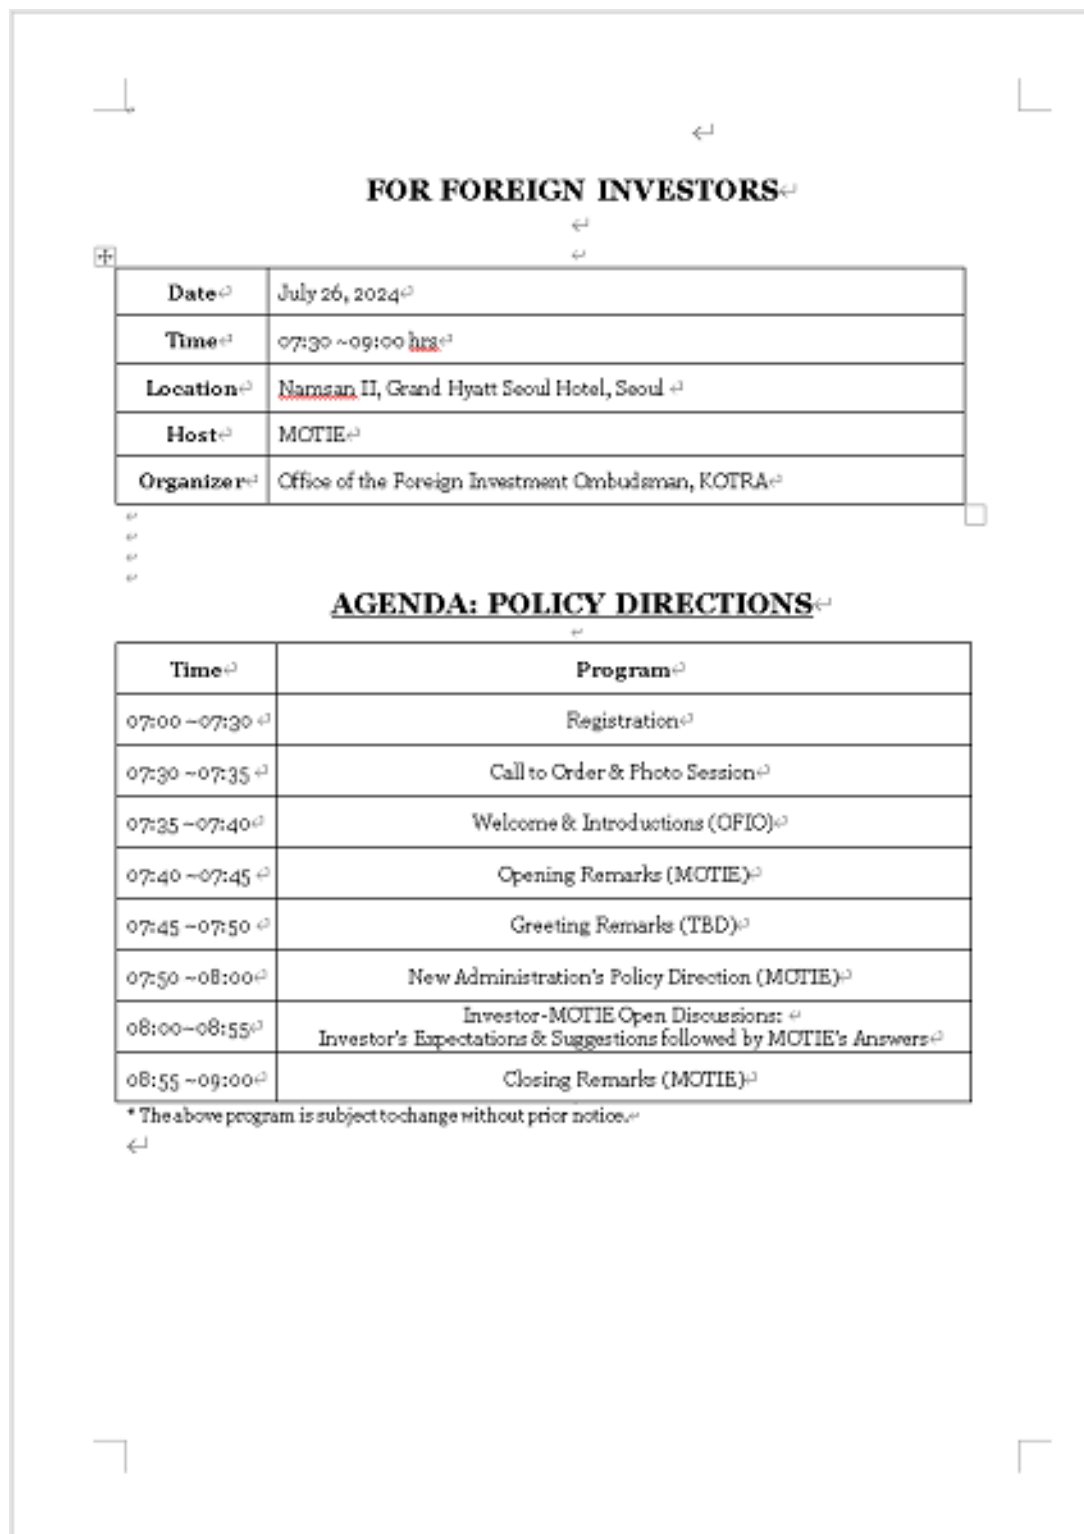 FOR FOREIGN INVESTORS
Date July 26, 2024
Time 07:30 ~09:00 hrs
Location Namsan II, Grand Hyatt Seoul Hotel, Seoul
Host MOTIE
Organizer Office of the Foreign Investment Ombudsman, KOTRA
AGENDA: POLICY DIRECTIONS
Time Program
07:00 ~07:30 Registration
07:30 ~07:35 Call to Order & Photo Session
07:35 ~07:40 Welcome & Introductions (OFIO)
07:40 ~07:45 Opening Remarks (MOTIE)
07:45 ~07:50 Greeting Remarks (TBD)
07:50 ~08:00 New Administration's Policy Direction (MOTIE)
08:00~08:55 Investor-MOTIE Open Discussions:
Investor's Expectations & Suggestions followed by MOTIE's Answers
08:55 ~09:00 Closing Remarks (MOTIE)
* The above program is subject to change without prior notice.